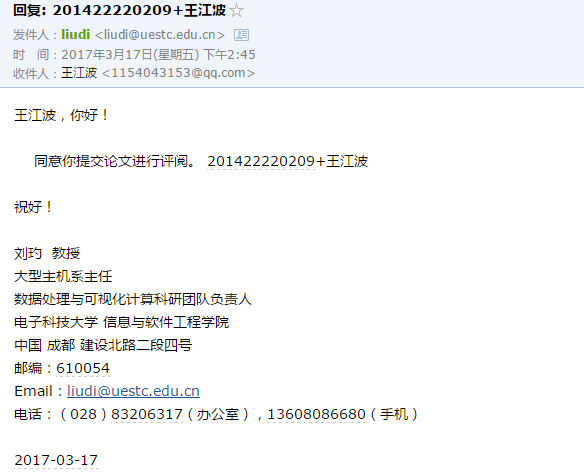 回复: 201422220209+王江波
发件人：liudi <liudi@uestc.edu.cn>
时　间：2017年3月17日(星期五) 下午2:45
收件人：王江波 <1154043153@qq.com>
王江波，你好！
同意你提交论文进行评阅。 201422220209+王江波
祝好！
刘玓 教授
大型主机系主任
数据处理与可视化计算科研团队负责人
电子科技大学 信息与软件工程学院
中国 成都 建设北路二段四号
邮编：610054
Email：liudi@uestc.edu.cn
电话：（028）83206317（办公室），13608086680（手机）
2017-03-17